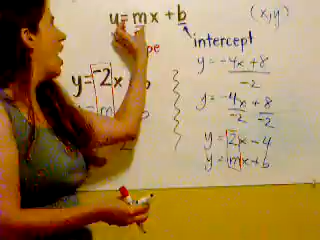 y = mx + b (x,y)
intercept
y = -2x
y = -4x + 8
-2
y = -4x + 8
-2 -2
y = 2x - 4
y = mx + b